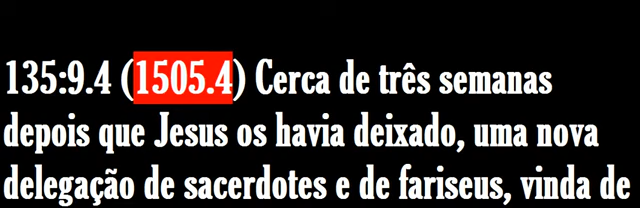 135:9.4 (1505.4) Cerca de três semanas
depois que Jesus os havia deixado, uma nova
delegação de sacerdotes e de fariseus, vinda de